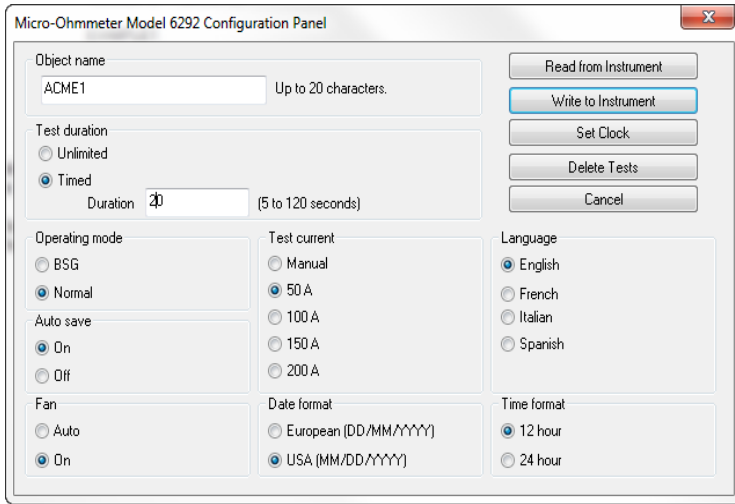 Micro-Ohmmeter Model 6292 Configuration Panel
x
Object name
ACME1
Up to 20 characters.
Read from Instrument
Write to Instrument
Set Clock
Delete Tests
Cancel
Test duration
Unlimited
Timed
Duration 20 (5 to 120 seconds)
Operating mode
BSG
Normal
Test current
Manual
50 A
100 A
150 A
200 A
Language
English
French
Italian
Spanish
Auto save
On
Off
Fan
Auto
On
Date format
European (DD/MM/YYYY)
USA (MM/DD/YYYY)
Time format
12 hour
24 hour